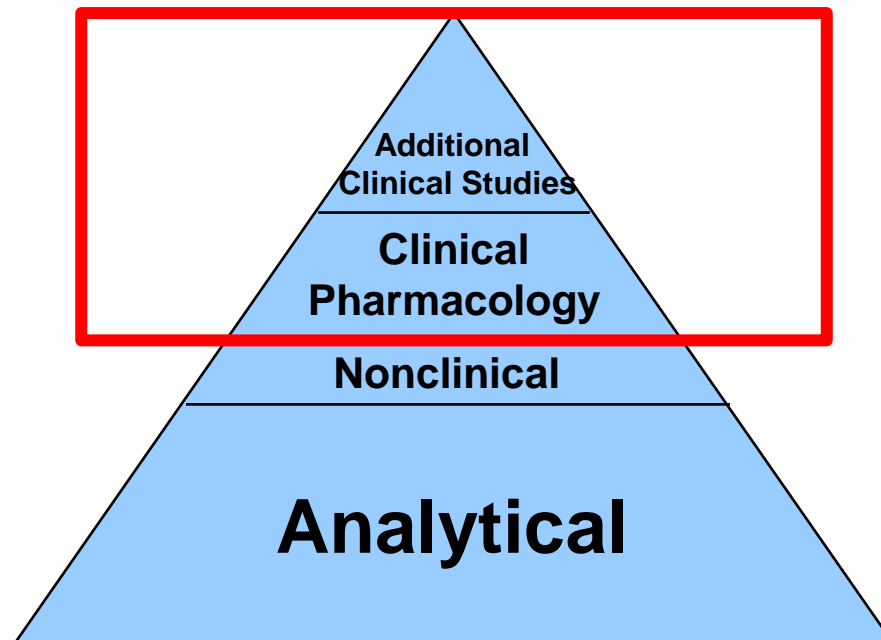 Additional
Clinical Studies
Clinical
Pharmacology
Nonclinical
Analytical